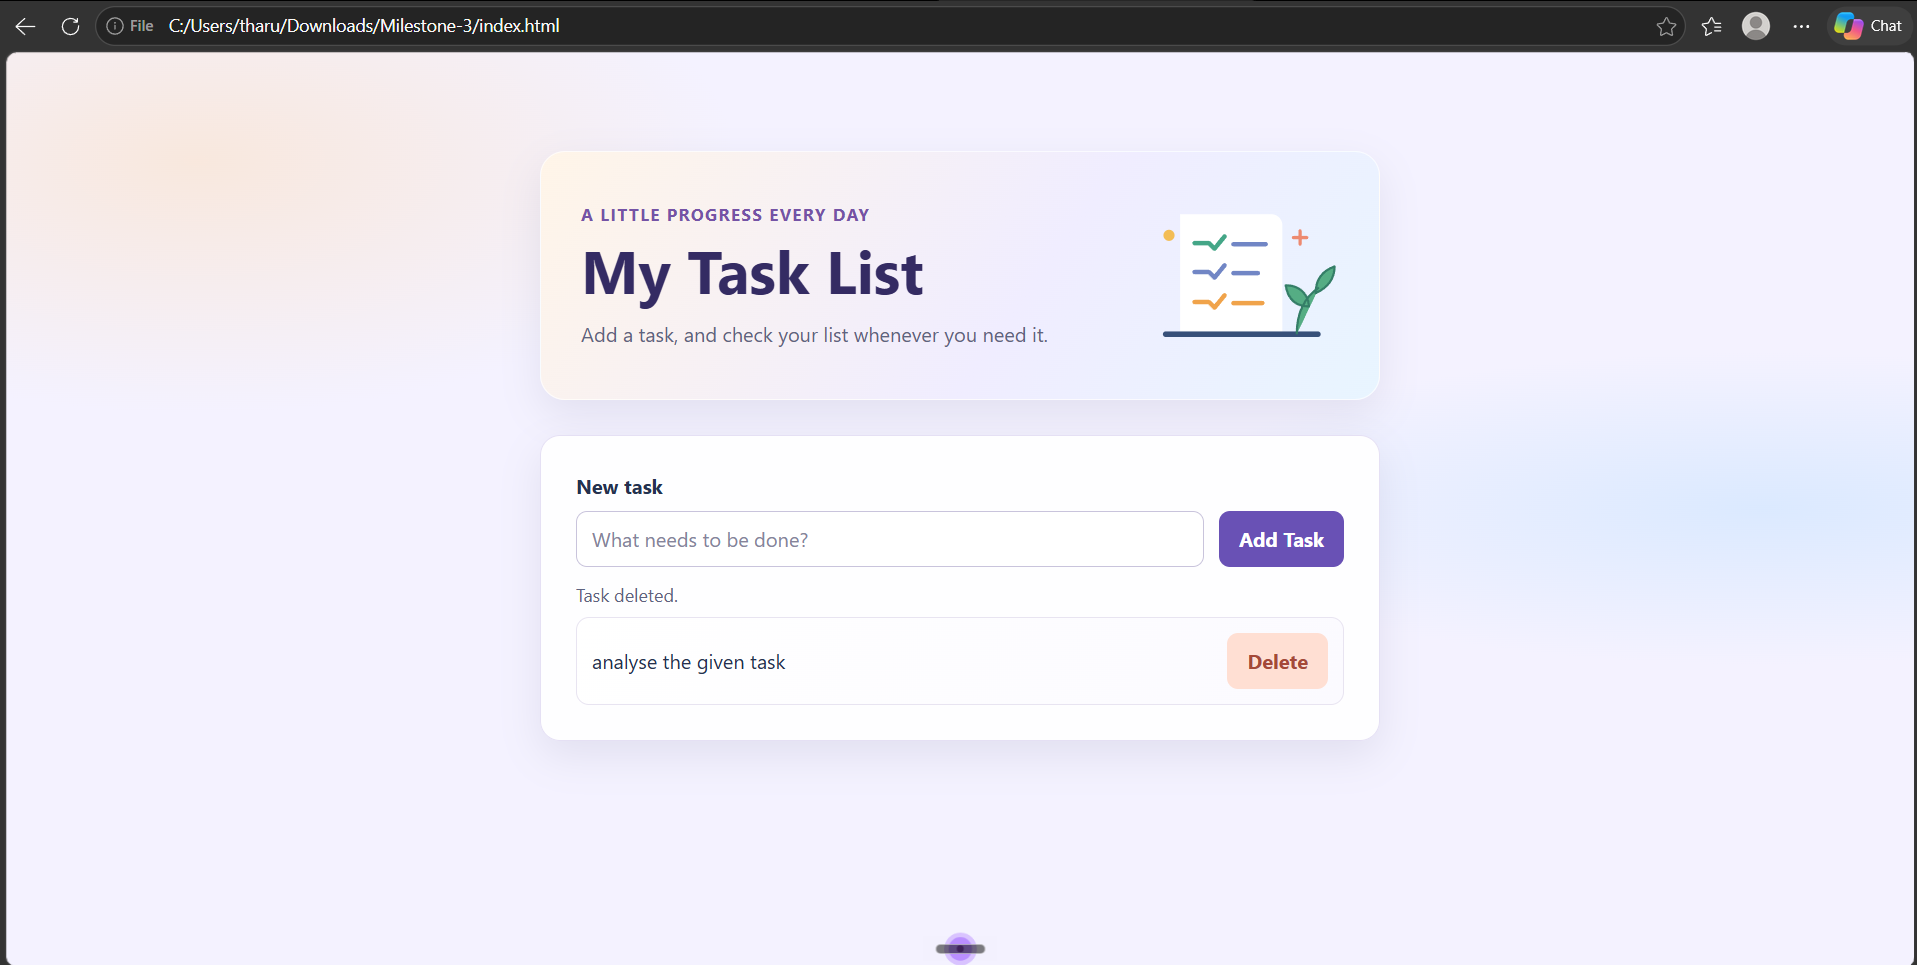 File C:/Users/tharu/Downloads/Milestone-3/index.html
Chat
A LITTLE PROGRESS EVERY DAY
My Task List
Add a task, and check your list whenever you need it.
New task
What needs to be done?
Add Task
Task deleted.
analyse the given task
Delete